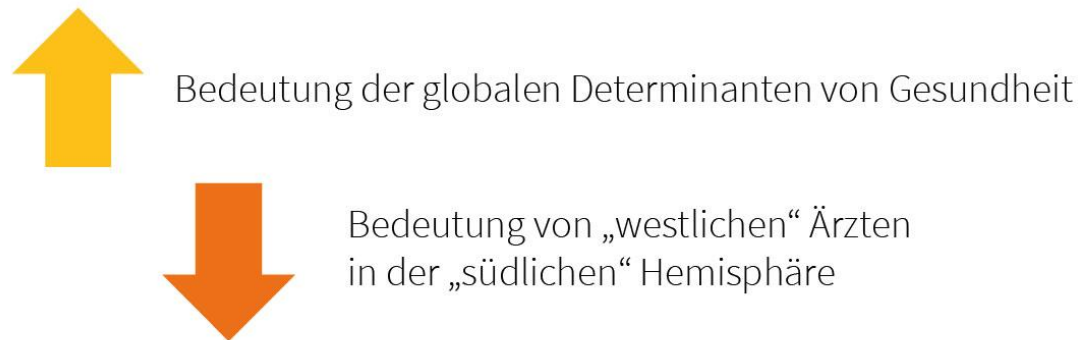 Bedeutung der globalen Determinanten von Gesundheit
Bedeutung von „westlichen“ Ärzten
in der „südlichen“ Hemisphäre